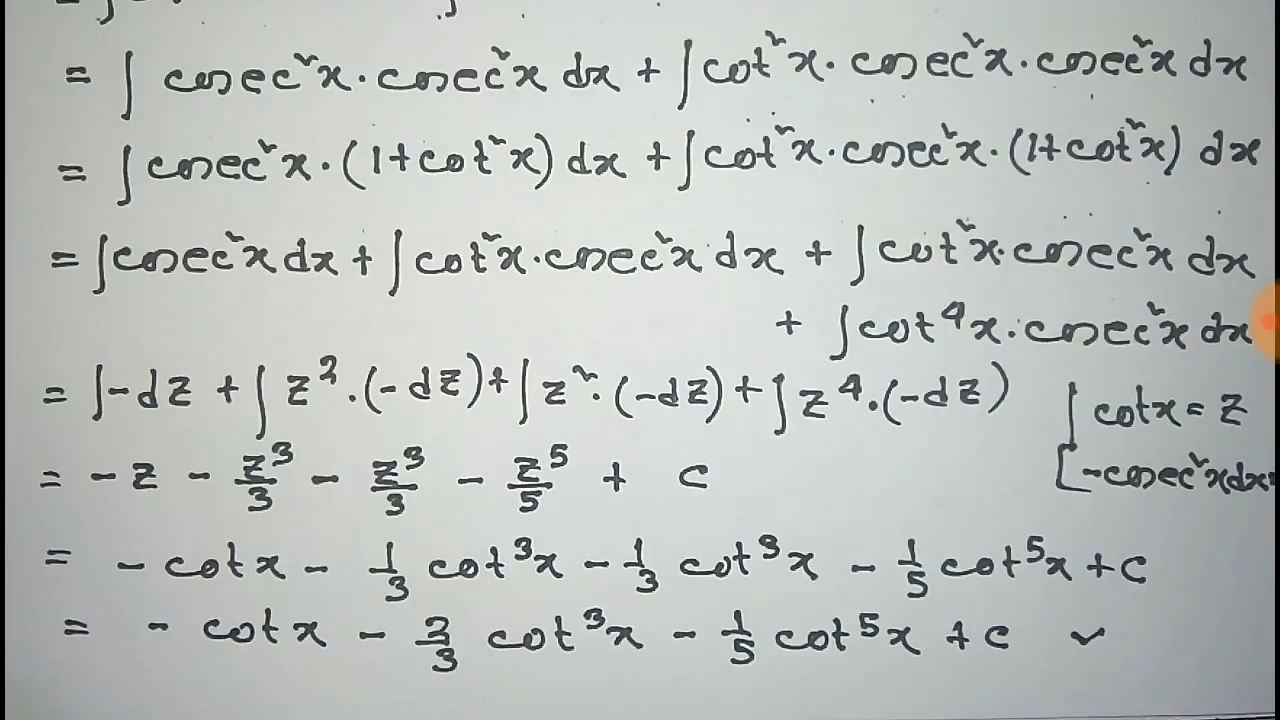 = ∫ cosec²x · cosec²x dx + ∫ cot²x · cosec²x · cosec²x dx
= ∫ cosec²x · (1+cot²x) dx + ∫ cot²x · cosec²x · (1+cot²x) dx
= ∫ cosec²x dx + ∫ cot²x · cosec²x dx + ∫ cot²x · cosec²x dx
+ ∫ cot⁴x · cosec²x dx
= ∫ -dz + ∫ z² · (-dz) + ∫ z² · (-dz) + ∫ z⁴ · (-dz)
cotx = z
= -z - z³/3 - z³/3 - z⁵/5 + c
-cosec²x dx =
= -cotx - 1/3 cot³x - 1/3 cot³x - 1/5 cot⁵x + c
= -cotx - 2/3 cot³x - 1/5 cot⁵x + c